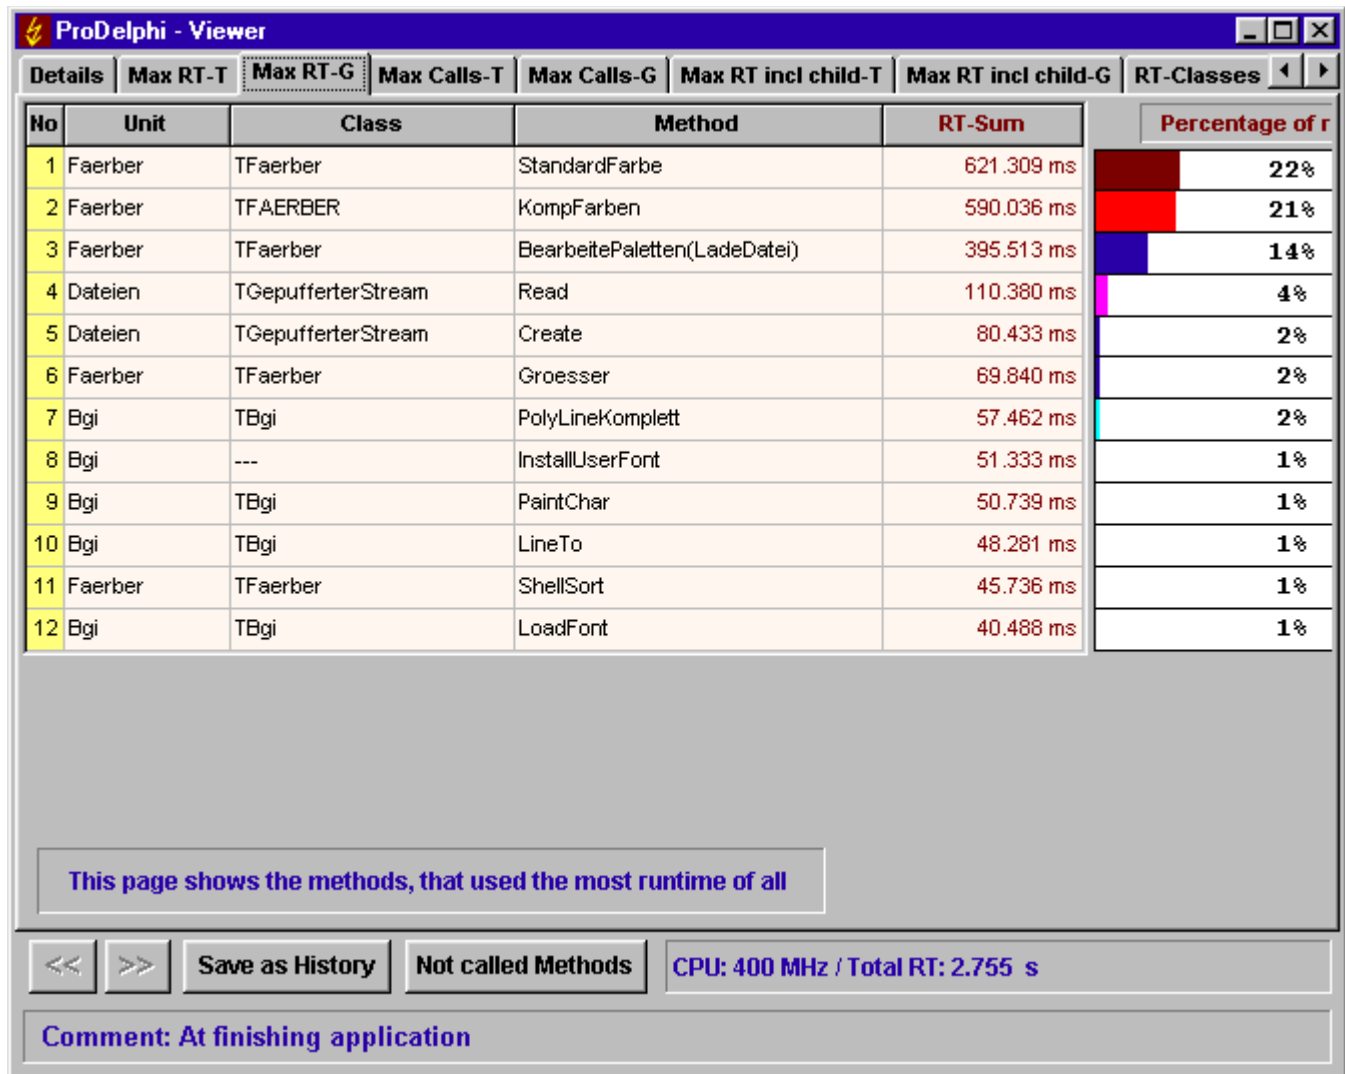 ProDelphi - Viewer
Details Max RT-T Max RT-G Max Calls-T Max Calls-G Max RT incl child-T Max RT incl child-G RT-Classes
No Unit Class Method RT-Sum Percentage of r
1 Faerber TFaerber StandardFarbe 621.309 ms 22%
2 Faerber TFAERBER KompFarben 590.036 ms 21%
3 Faerber TFaerber BearbeitePaletten(LadeDatei) 395.513 ms 14%
4 Dateien TGepufferterStream Read 110.380 ms 4%
5 Dateien TGepufferterStream Create 80.433 ms 2%
6 Faerber TFaerber Groesser 69.840 ms 2%
7 Bgi TBgi PolyLineKomplett 57.462 ms 2%
8 Bgi --- InstallUserFont 51.333 ms 1%
9 Bgi TBgi PaintChar 50.739 ms 1%
10 Bgi TBgi LineTo 48.281 ms 1%
11 Faerber TFaerber ShellSort 45.736 ms 1%
12 Bgi TBgi LoadFont 40.488 ms 1%
This page shows the methods, that used the most runtime of all
<< >> Save as History Not called Methods CPU: 400 MHz / Total RT: 2.755 s
Comment: At finishing application